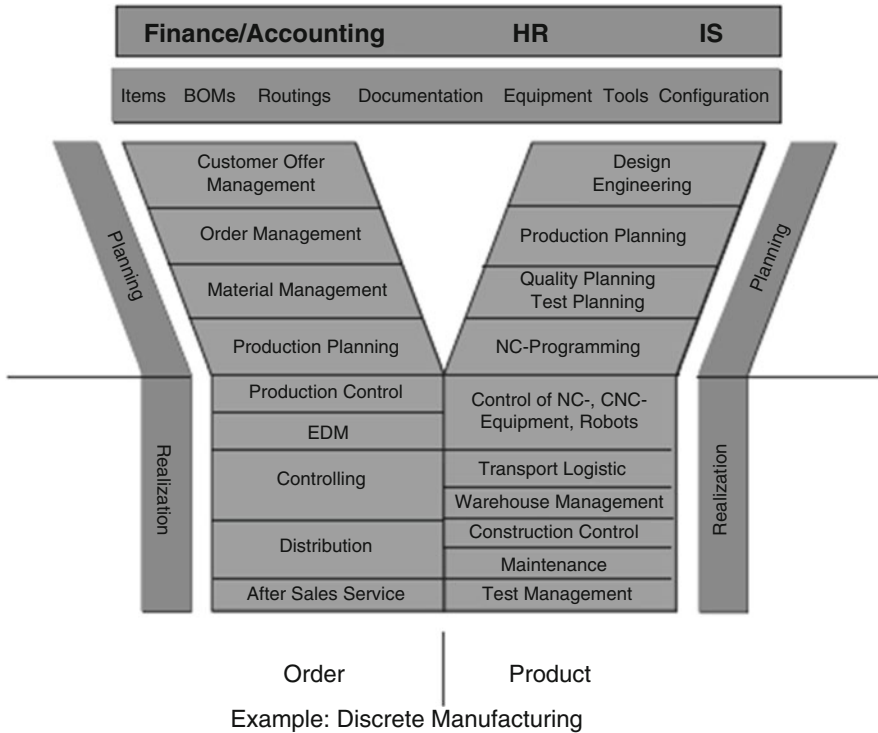 Finance/Accounting HR IS
Items BOMs Routings Documentation Equipment Tools Configuration
Planning
Customer Offer
Management
Order Management
Material Management
Production Planning
Design
Engineering
Production Planning
Quality Planning
Test Planning
NC-Programming
Planning
Realization
Production Control
EDM
Controlling
Distribution
After Sales Service
Control of NC-, CNC-
Equipment, Robots
Transport Logistic
Warehouse Management
Construction Control
Maintenance
Test Management
Realization
Order Product
Example: Discrete Manufacturing